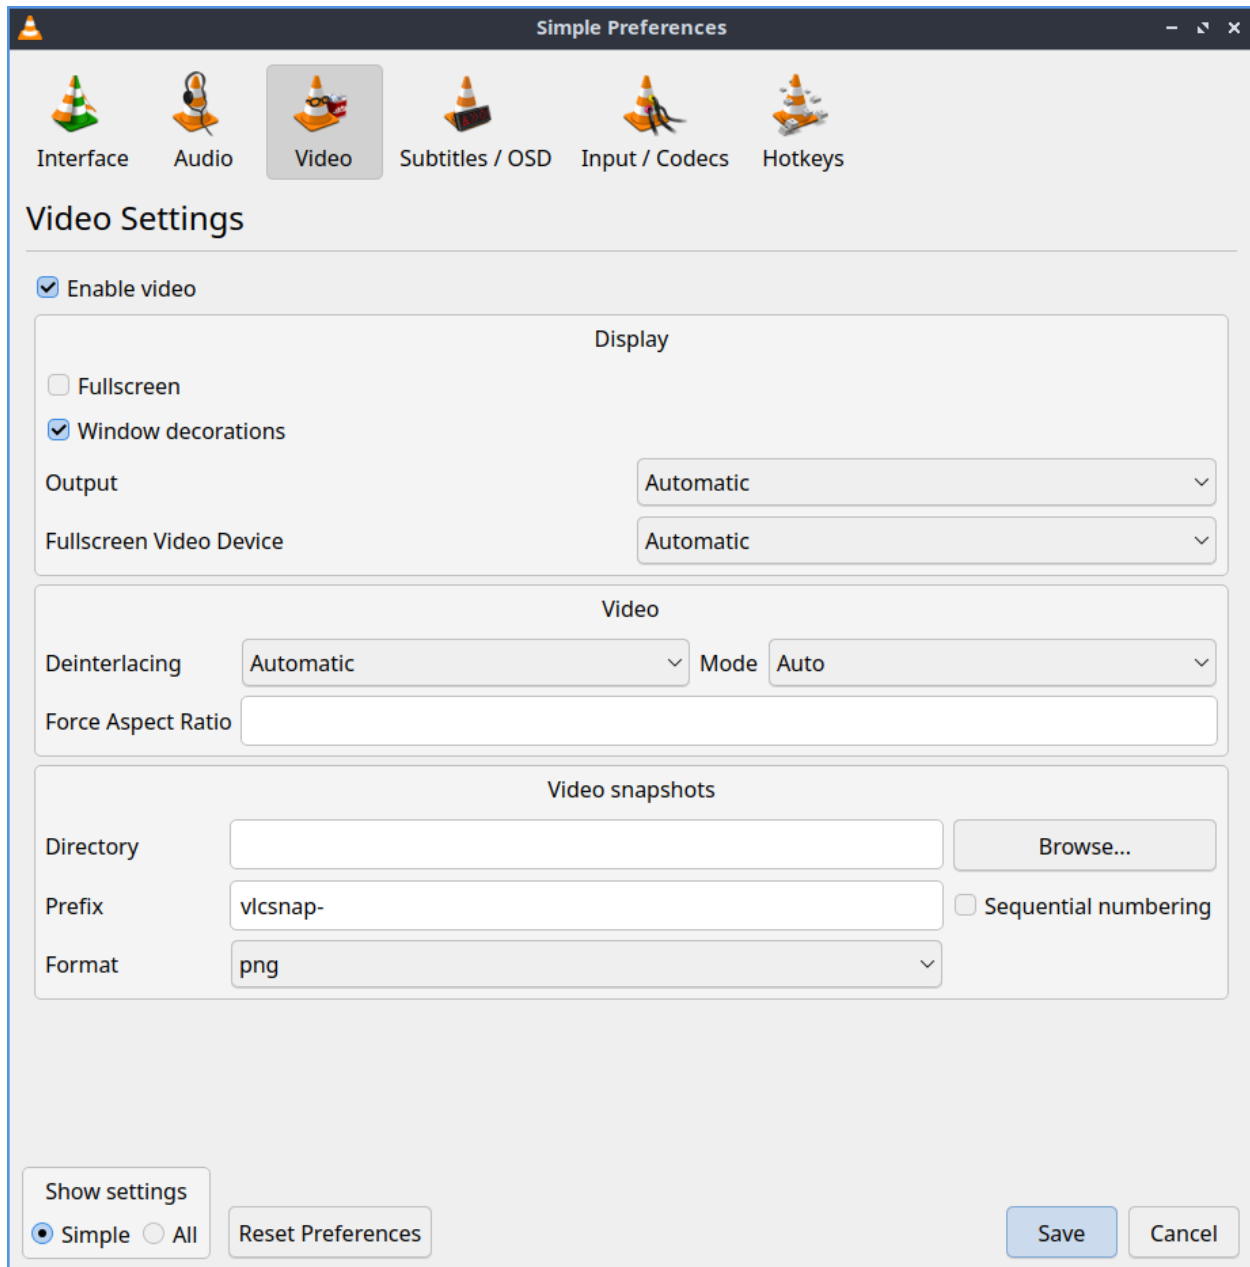 Simple Preferences
Interface Audio Video Subtitles / OSD Input / Codecs Hotkeys
Video Settings
Enable video
Display
Fullscreen
Window decorations
Output Automatic
Fullscreen Video Device Automatic
Video
Deinterlacing Automatic Mode Auto
Force Aspect Ratio
Video snapshots
Directory Browse...
Prefix vlcsnap- Sequential numbering
Format png
Show settings
Simple All Reset Preferences Save Cancel